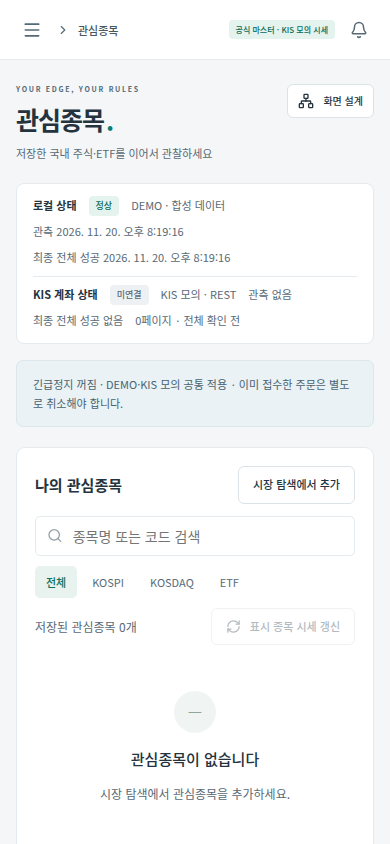 관심종목
공식 마스터 · KIS 모의 시세
YOUR EDGE, YOUR RULES
관심종목.
화면 설계
저장한 국내 주식·ETF를 이어서 관찰하세요
로컬 상태 정상 DEMO · 합성 데이터
관측 2026. 11. 20. 오후 8:19:16
최종 전체 성공 2026. 11. 20. 오후 8:19:16
KIS 계좌 상태 미연결 KIS 모의 · REST 관측 없음
최종 전체 성공 없음 0페이지 · 전체 확인 전
긴급정지 꺼짐 · DEMO·KIS 모의 공통 적용 · 이미 접수한 주문은 별도
로 취소해야 합니다.
나의 관심종목
시장 탐색에서 추가
종목명 또는 코드 검색
전체 KOSPI KOSDAQ ETF
저장된 관심종목 0개
표시 종목 시세 갱신
관심종목이 없습니다
시장 탐색에서 관심종목을 추가하세요.